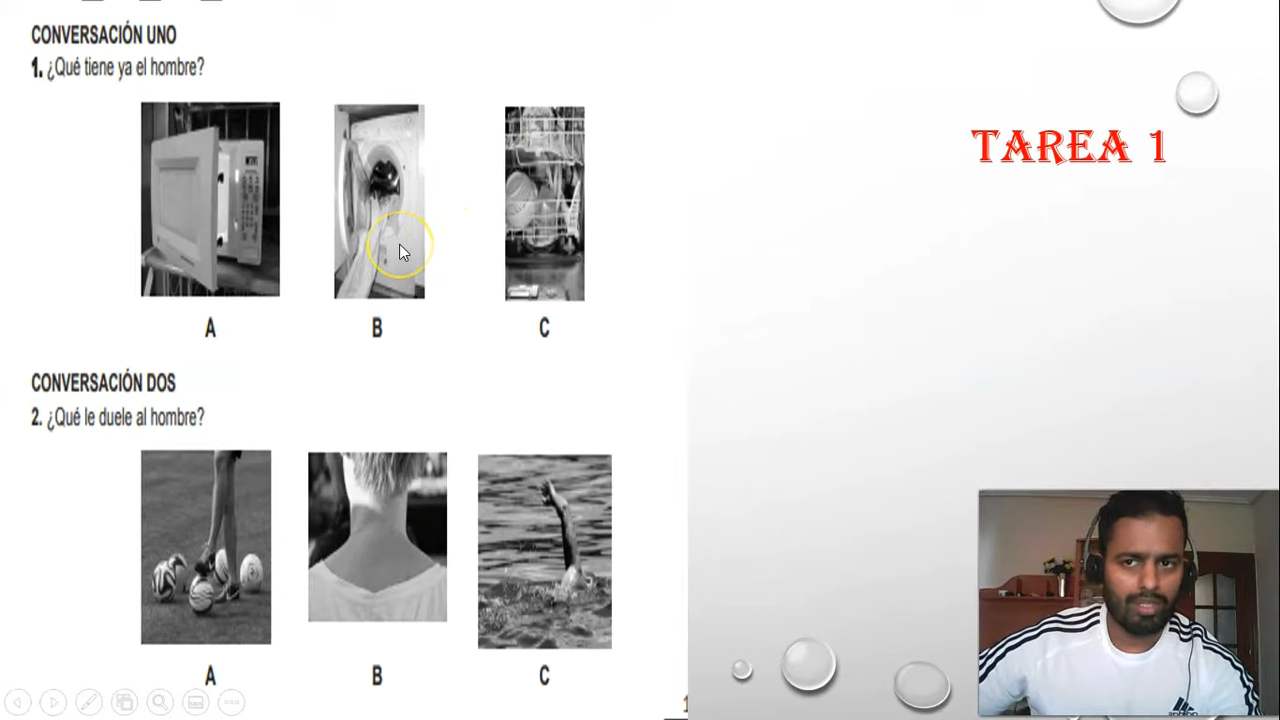 CONVERSACIÓN UNO
1. ¿Qué tiene ya el hombre?
A B C
CONVERSACIÓN DOS
2. ¿Qué le duele al hombre?
A B C
TAREA 1